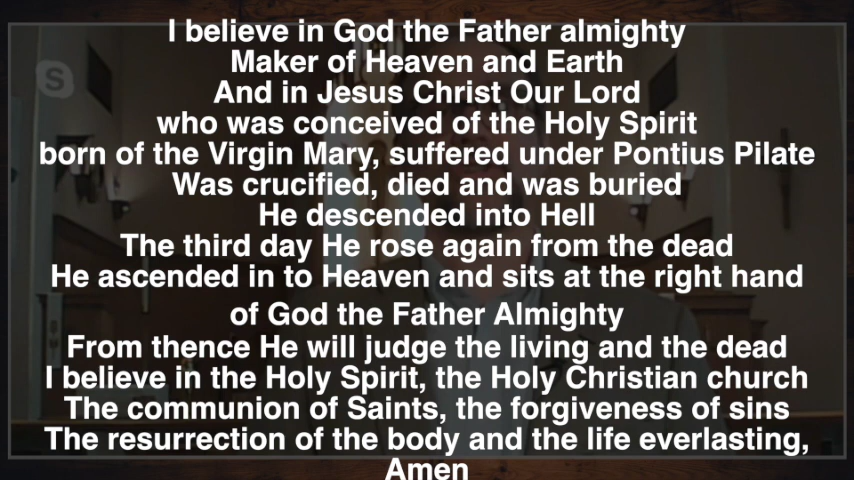 I believe in God the Father almighty
Maker of Heaven and Earth
And in Jesus Christ Our Lord
who was conceived of the Holy Spirit
born of the Virgin Mary, suffered under Pontius Pilate
Was crucified, died and was buried
He descended into Hell
The third day He rose again from the dead
He ascended in to Heaven and sits at the right hand
of God the Father Almighty
From thence He will judge the living and the dead
I believe in the Holy Spirit, the Holy Christian church
The communion of Saints, the forgiveness of sins
The resurrection of the body and the life everlasting,
Amen
S